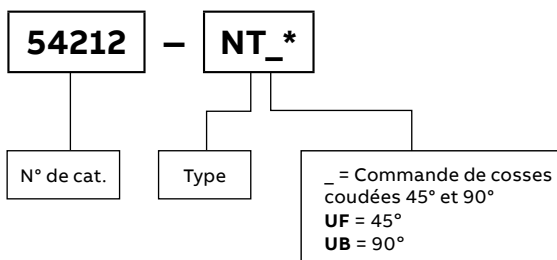 54212 – NT_*
N° de cat.
Type
_ = Commande de cosses
coudées 45° et 90°
UF = 45°
UB = 90°